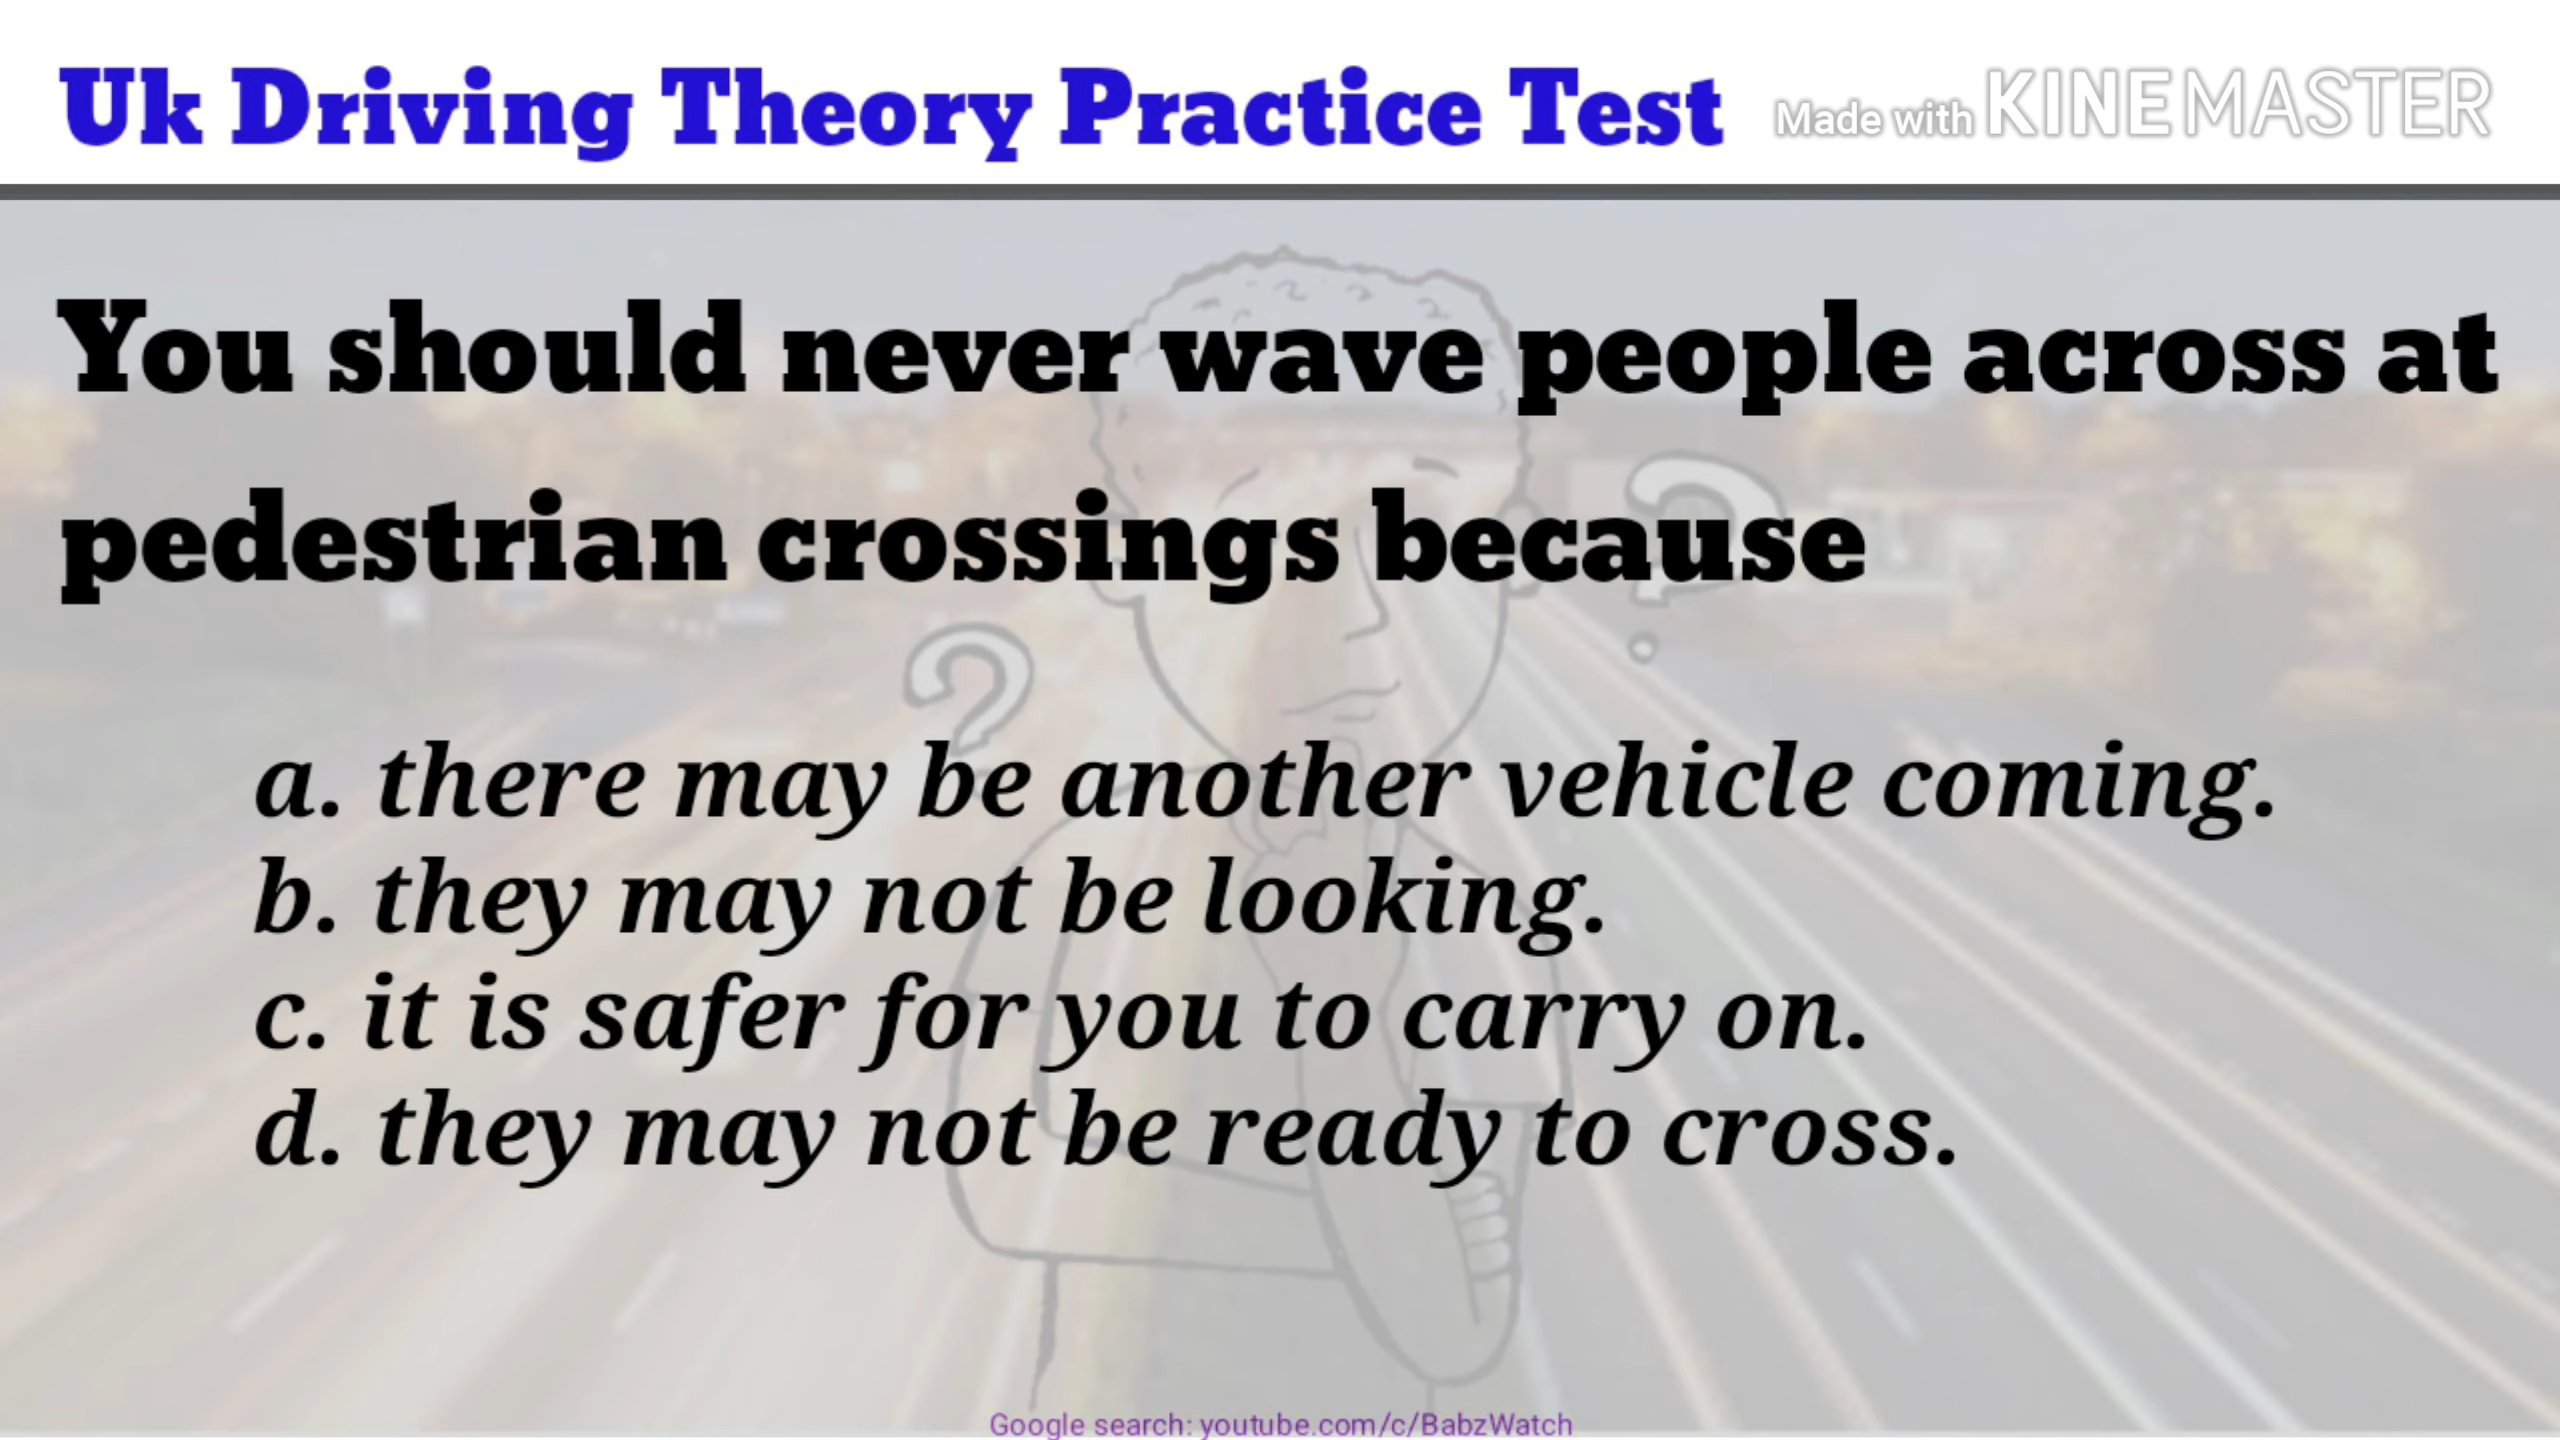 Uk Driving Theory Practice Test
Made with KINEMASTER
You should never wave people across at
pedestrian crossings because
a. there may be another vehicle coming.
b. they may not be looking.
c. it is safer for you to carry on.
d. they may not be ready to cross.
Google search: youtube.com/c/BabzWatch